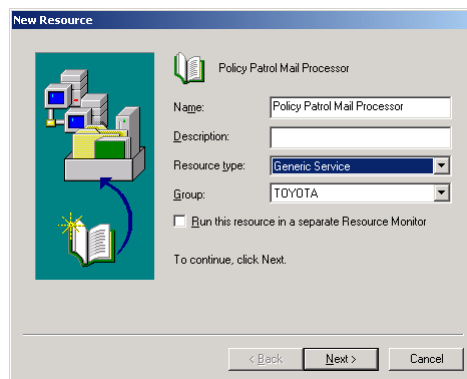 New Resource
Policy Patrol Mail Processor
Name: Policy Patrol Mail Processor
Description:
Resource type: Generic Service
Group: TOYOTA
Run this resource in a separate Resource Monitor
To continue, click Next.
< Back Next > Cancel